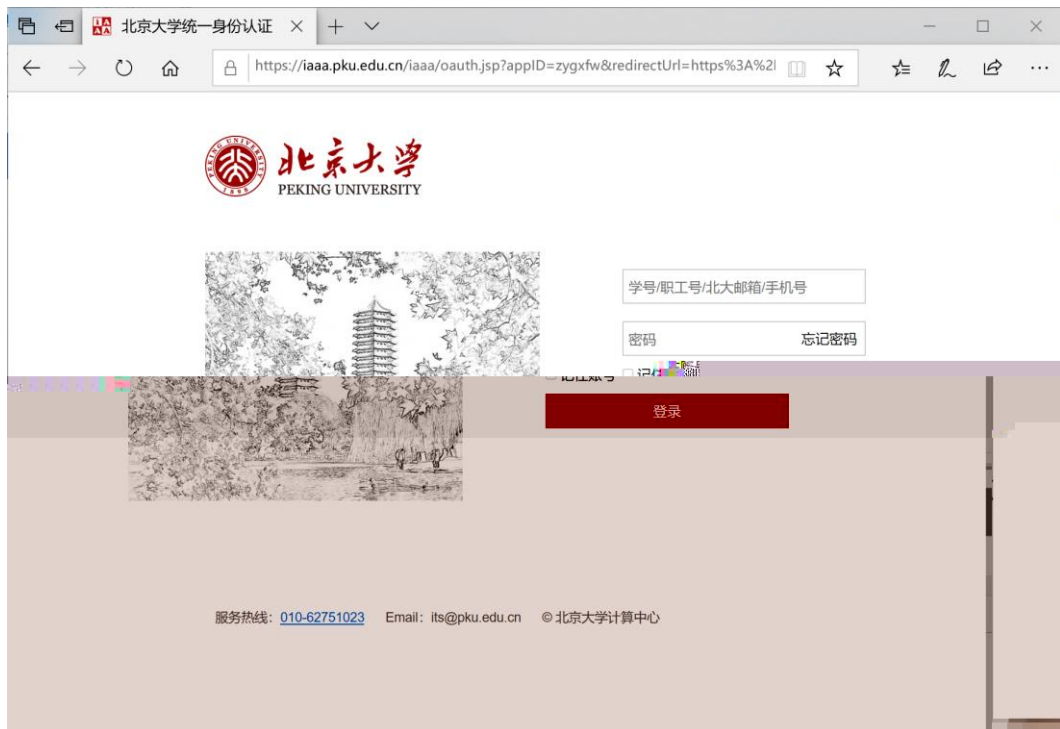 北京大学统一身份认证
https://iaaa.pku.edu.cn/iaaa/oauth.jsp?appID=zygxfw&redirectUrl=https%3A%2
北京大学
PEKING UNIVERSITY
PEKING UNIVERSITY
1898
学号/职工号/北大邮箱/手机号
密码
忘记密码
登录
服务热线: 010-62751023 Email: its@pku.edu.cn ©北京大学计算中心